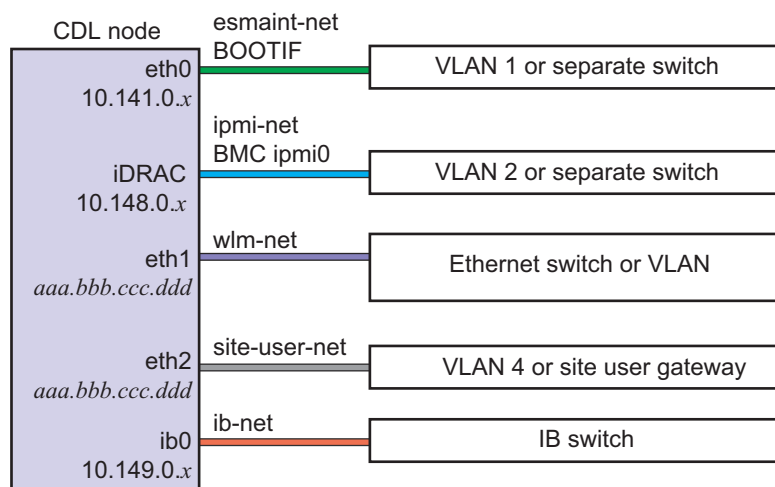 CDL node
esmaint-net
BOOTIF
eth0
10.141.0.x
VLAN 1 or separate switch
ipmi-net
BMC ipmi0
iDRAC
10.148.0.x
VLAN 2 or separate switch
wlm-net
eth1
aaa.bbb.ccc.ddd
Ethernet switch or VLAN
site-user-net
eth2
aaa.bbb.ccc.ddd
VLAN 4 or site user gateway
ib-net
ib0
10.149.0.x
IB switch